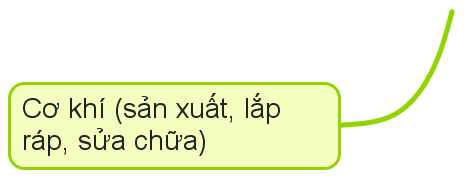 Cơ khí (sản xuất, lắp
ráp, sửa chữa)